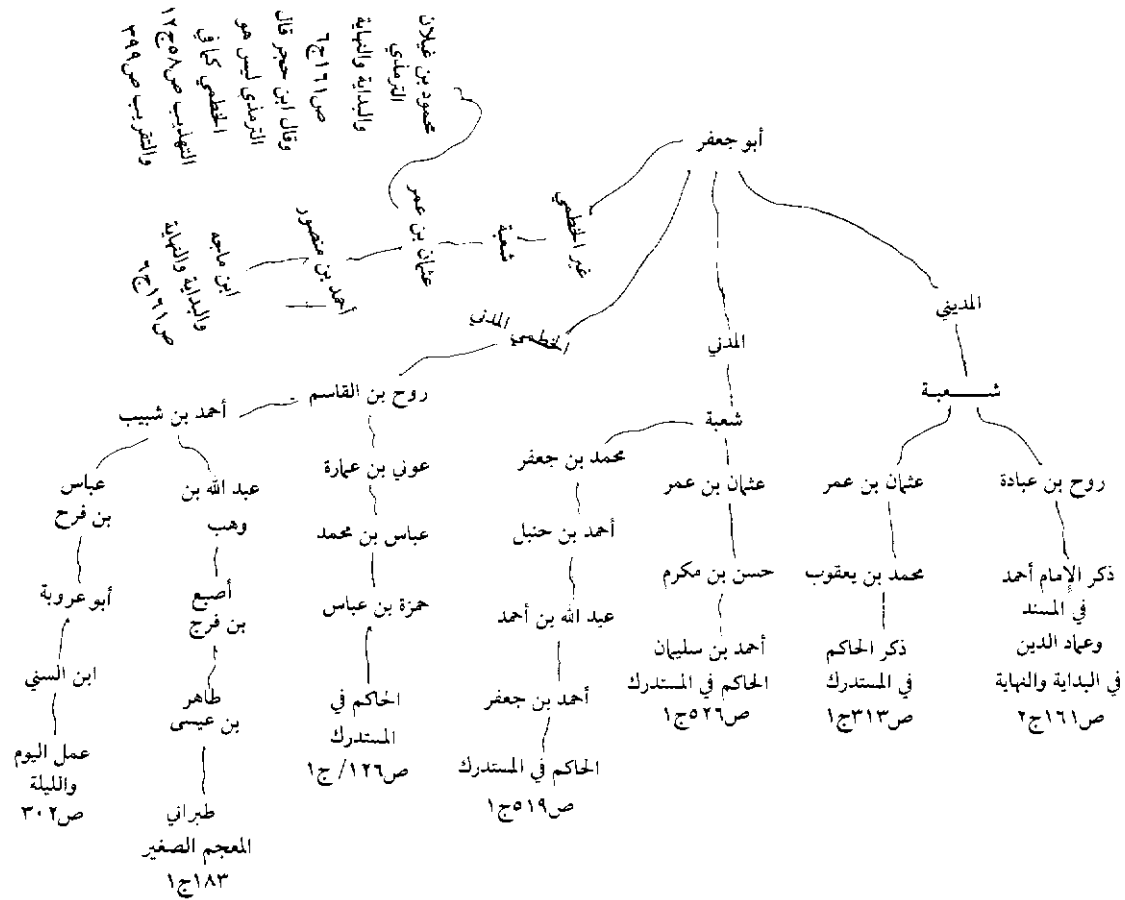 أبو جعفر
المديني
شـــــعبـة
روح بن عبادة
ذكر الإمام أحمد
في المسند
وعماد الدين
في البداية والنهاية
ص١٦١ج٢
عثمان بن عمر
محمد بن يعقوب
ذكر الحاكم
في المستدرك
ص٣١٣ج١
المدني
شعبة
عثمان بن عمر
حسن بن مكرم
أحمد بن سليمان
الحاكم في المستدرك
ص٥٢٦ج١
محمد بن جعفر
أحمد بن حنبل
عبد الله بن أحمد
أحمد بن جعفر
الحاكم في المستدرك
ص٥١٩ج١
الخطمي المدني
روح بن القاسم
عوني بن عمارة
عباس بن محمد
حمزة بن عباس
الحاكم في
المستدرك
ص١٢٦/ ج١
أحمد بن شبيب
عبد الله بن
وهب
أصبع
بن فرج
طاهر
بن عيسى
طبراني
المعجم الصغير
١٨٣ج١
عباس
بن فرح
أبو عروبة
ابن السني
عمل اليوم
والليلة
ص٣٠٢
غير الخطمي
شعبة
عثمان بن عمر
محمود بن غيلان
الترمذي
والبداية والنهاية
ص١٦١ج٦
وقال ابن حجر قال
الترمذي ليس هو
الخطمي كما في
التهذيب ص٥٨ج١٢
والتقريب ص٣٩٩
أحمد بن منصور
ابن ماجه
والبداية والنهاية
ص١٦١ج٦